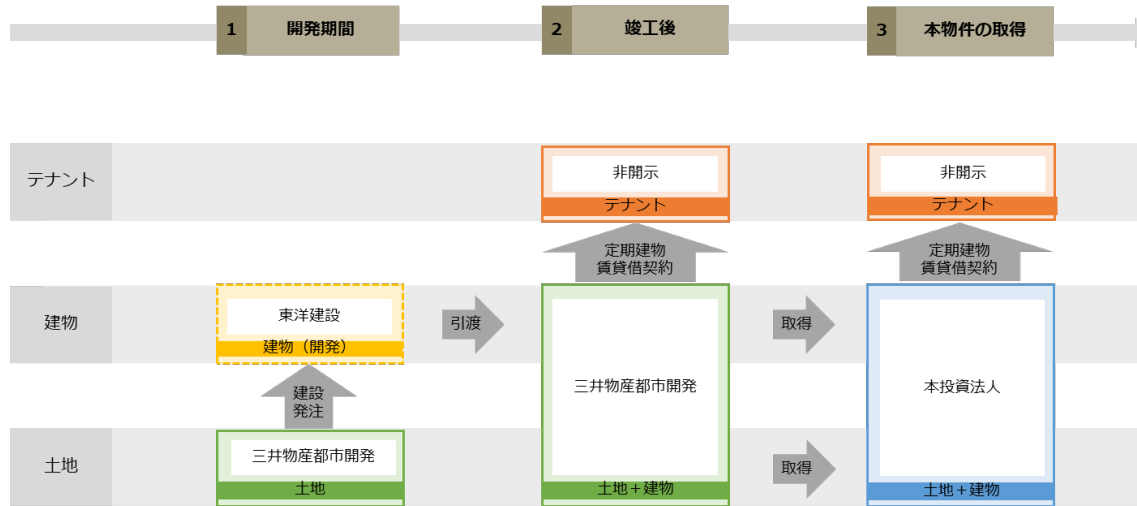 1 開発期間
2 竣工後
3 本物件の取得
テナント
非開示
テナント
非開示
テナント
定期建物
賃貸借契約
定期建物
賃貸借契約
建物
東洋建設
建物（開発）
引渡
三井物産都市開発
取得
本投資法人
建設
発注
土地
三井物産都市開発
土地
土地＋建物
取得
土地＋建物